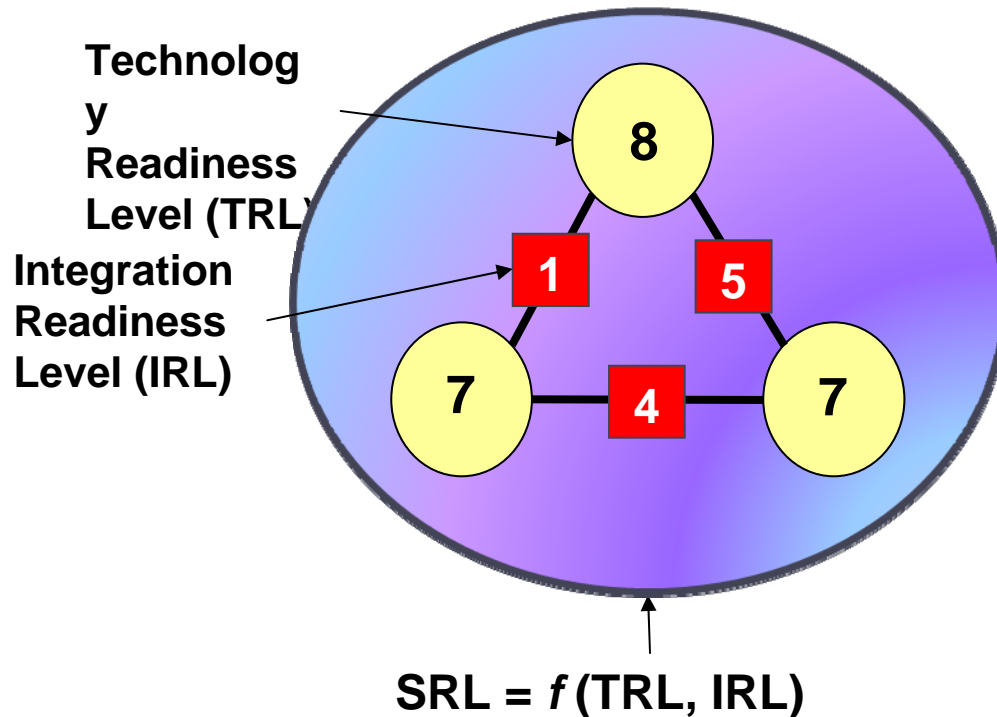 Technolog
y
Readiness
Level (TRL)
Integration
Readiness
Level (IRL)
8
1
5
7
4
7
SRL = f (TRL, IRL)